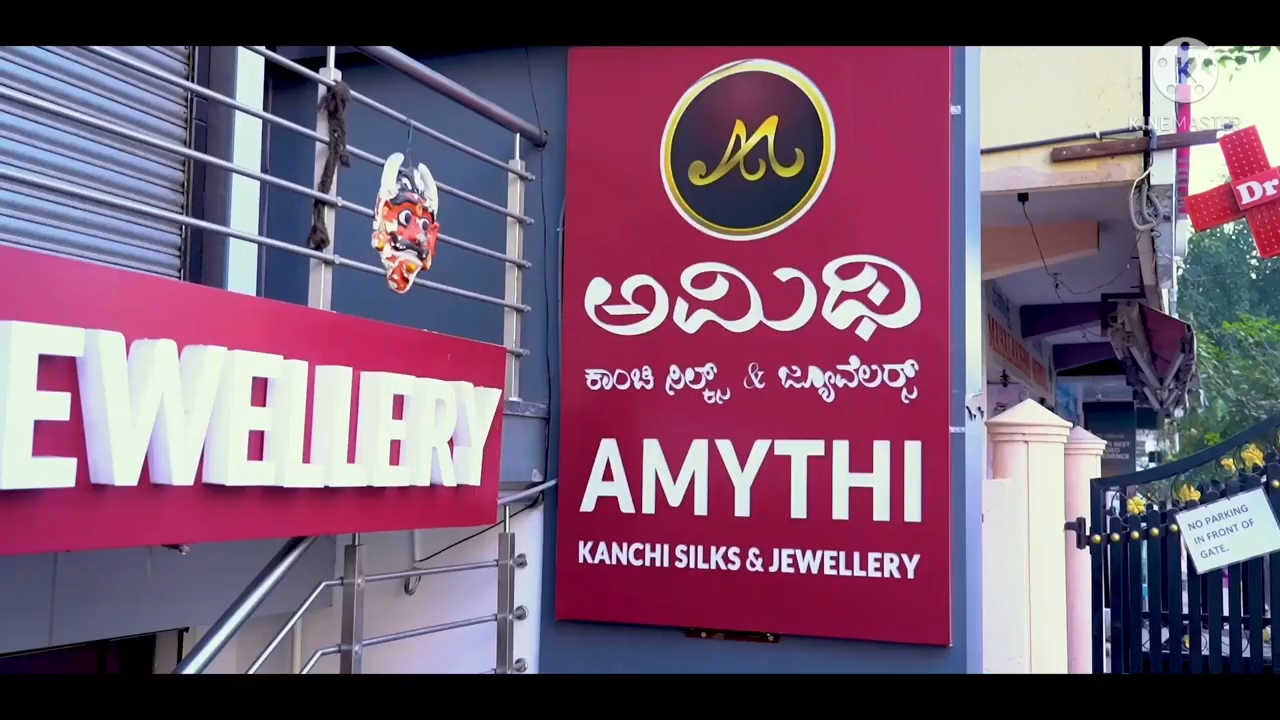 EWELLERY
ಅಮಿಥಿ
ಕಾಂಚಿ ಸಿಲ್ಕ್ಸ್ & ಜ್ಯೂವೆಲರ್ಸ್
AMYTHI
KANCHI SILKS & JEWELLERY
K
KINEMASTER
Dr
NO PARKING
IN FRONT OF
GATE.